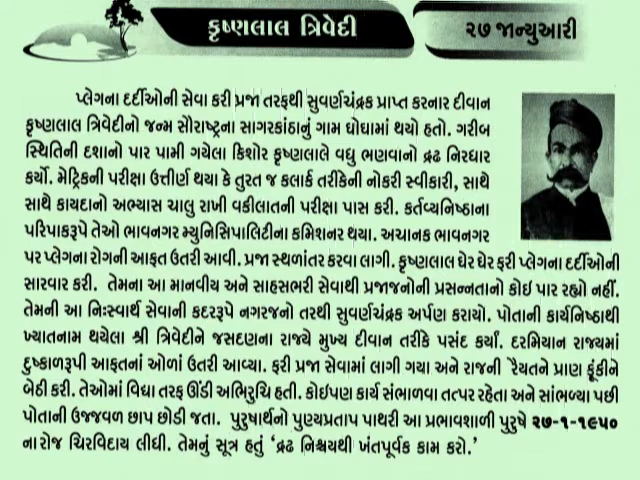 કૃષ્ણલાલ ત્રિવેદી
૨૭ જાન્યુઆરી
પ્લેગના દર્દીઓની સેવા કરી પ્રજા તરફથી સુવર્ણચંદ્રક પ્રાપ્ત કરનાર દીવાન
કૃષ્ણલાલ ત્રિવેદીનો જન્મ સૌરાષ્ટ્રના સાગરકાંઠાનું ગામ ઘોઘામાં થયો હતો. ગરીબ
સ્થિતિની દશાનો પાર પામી ગયેલા કિશોર કૃષ્ણલાલે વધુ ભણવાનો દ્રઢ નિરધાર
કર્યો. મેટ્રિકની પરીક્ષા ઉત્તીર્ણ થયા કે તુરત જ કલાર્ક તરીકેની નોકરી સ્વીકારી, સાથે
સાથે કાયદાનો અભ્યાસ ચાલુ રાખી વકીલાતની પરીક્ષા પાસ કરી. કર્તવ્યનિષ્ઠાના
પરિપાકરૂપે તેઓ ભાવનગર મ્યુનિસિપાલિટીના કમિશનર થયા. અચાનક ભાવનગર
પર પ્લેગના રોગની આફત ઉતરી આવી. પ્રજા સ્થળાંતર કરવા લાગી. કૃષ્ણલાલ ઘેર ઘેર ફરી પ્લેગના દર્દીઓની
સારવાર કરી. તેમના આ માનવીય અને સાહસભરી સેવાથી પ્રજાજનોની પ્રસન્નતાનો કોઇ પાર રહ્યો નહીં.
તેમની આ નિઃસ્વાર્થ સેવાની કદરરૂપે નગરજનો તરથી સુવર્ણચંદ્રક અર્પણ કરાયો. પોતાની કાર્યનિષ્ઠાથી
ખ્યાતનામ થયેલા શ્રી ત્રિવેદીને જસદણના રાજ્યે મુખ્ય દીવાન તરીકે પસંદ કર્યાં. દરમિયાન રાજ્યમાં
દુષ્કાળરૂપી આફતનાં ઓળાં ઉતરી આવ્યા. ફરી પ્રજા સેવામાં લાગી ગયા અને રાજની રૈયતને પ્રાણ ફૂંકીને
બેઠી કરી. તેઓમાં વિદ્યા તરફ ઊંડી અભિરુચિ હતી. કોઈપણ કાર્ય સંભાળવા તત્પર રહેતા અને સાંભળ્યા પછી
પોતાની ઉજ્જવળ છાપ છોડી જતા. પુરુષાર્થનો પુણ્યપ્રતાપ પાથરી આ પ્રભાવશાળી પુરુષે ૨૭-૧-૧૯૫૦
ના રોજ ચિરવિદાય લીધી. તેમનું સૂત્ર હતું ‘દ્રઢ નિશ્ચયથી ખંતપૂર્વક કામ કરો.’